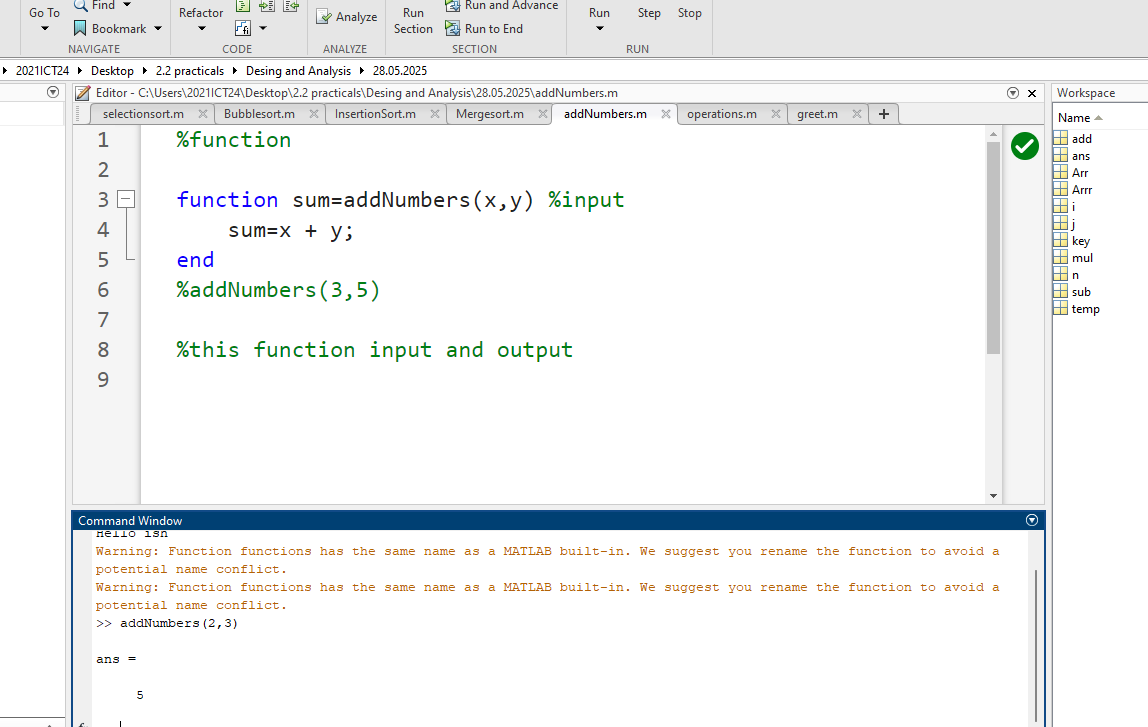 Go To
Find
Bookmark
NAVIGATE
Refactor
CODE
Analyze
ANALYZE
Run
Section
Run and Advance
Run to End
SECTION
Run
Step
Stop
RUN
2021ICT24
Desktop
2.2 practicals
Desing and Analysis
28.05.2025
Editor - C:\Users\2021ICT24\Desktop\2.2 practicals\Desing and Analysis\28.05.2025\addNumbers.m
selectionsort.m
Bubblesort.m
InsertionSort.m
Mergesort.m
addNumbers.m
operations.m
greet.m
1 %function
2
3 function sum=addNumbers(x,y) %input
4 sum=x + y;
5 end
6 %addNumbers(3,5)
7
8 %this function input and output
9
Workspace
Name
add
ans
Arr
Arrr
i
j
key
mul
n
sub
temp
Command Window
Hello ish
Warning: Function functions has the same name as a MATLAB built-in. We suggest you rename the function to avoid a
potential name conflict.
Warning: Function functions has the same name as a MATLAB built-in. We suggest you rename the function to avoid a
potential name conflict.
>> addNumbers(2,3)
ans =
5